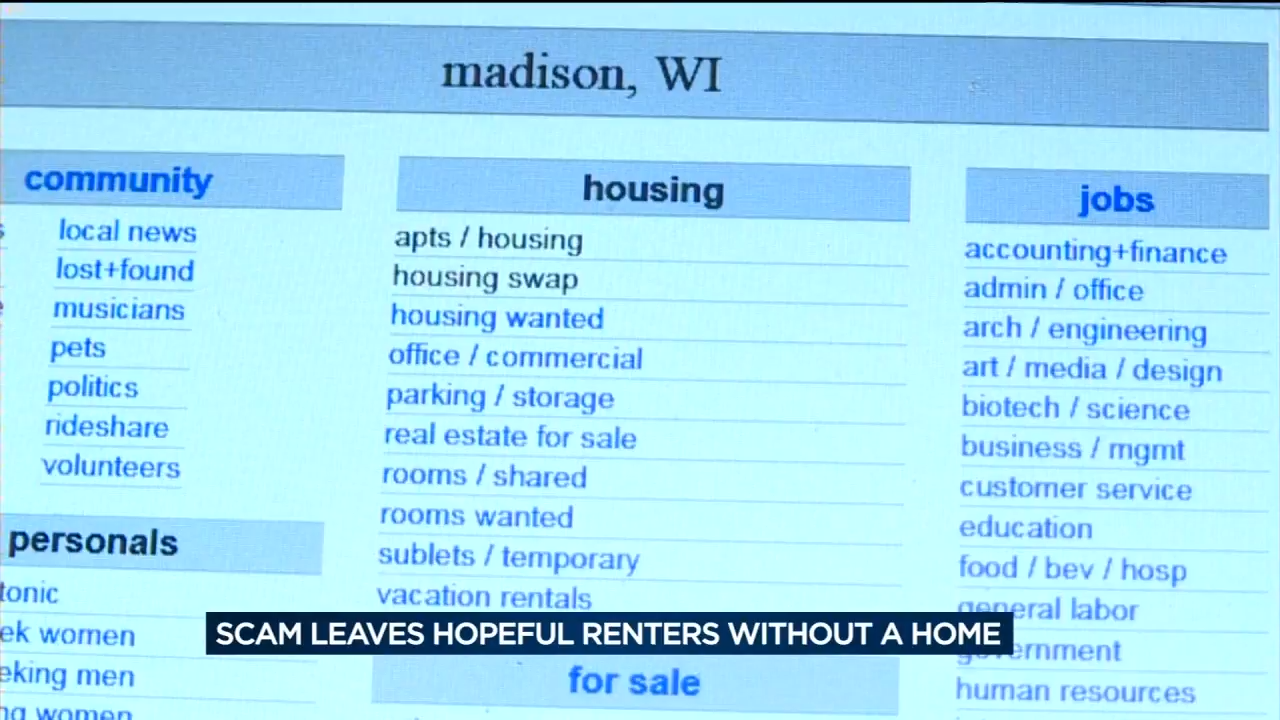 madison, WI
community
local news
lost+found
musicians
pets
politics
rideshare
volunteers
personals
women
men
women
housing
apts / housing
housing swap
housing wanted
office / commercial
parking / storage
real estate for sale
rooms / shared
rooms wanted
sublets / temporary
vacation rentals
for sale
jobs
accounting+finance
admin / office
arch / engineering
art / media / design
biotech / science
business / mgmt
customer service
education
food / bev / hosp
general labor
government
human resources
SCAM LEAVES HOPEFUL RENTERS WITHOUT A HOME